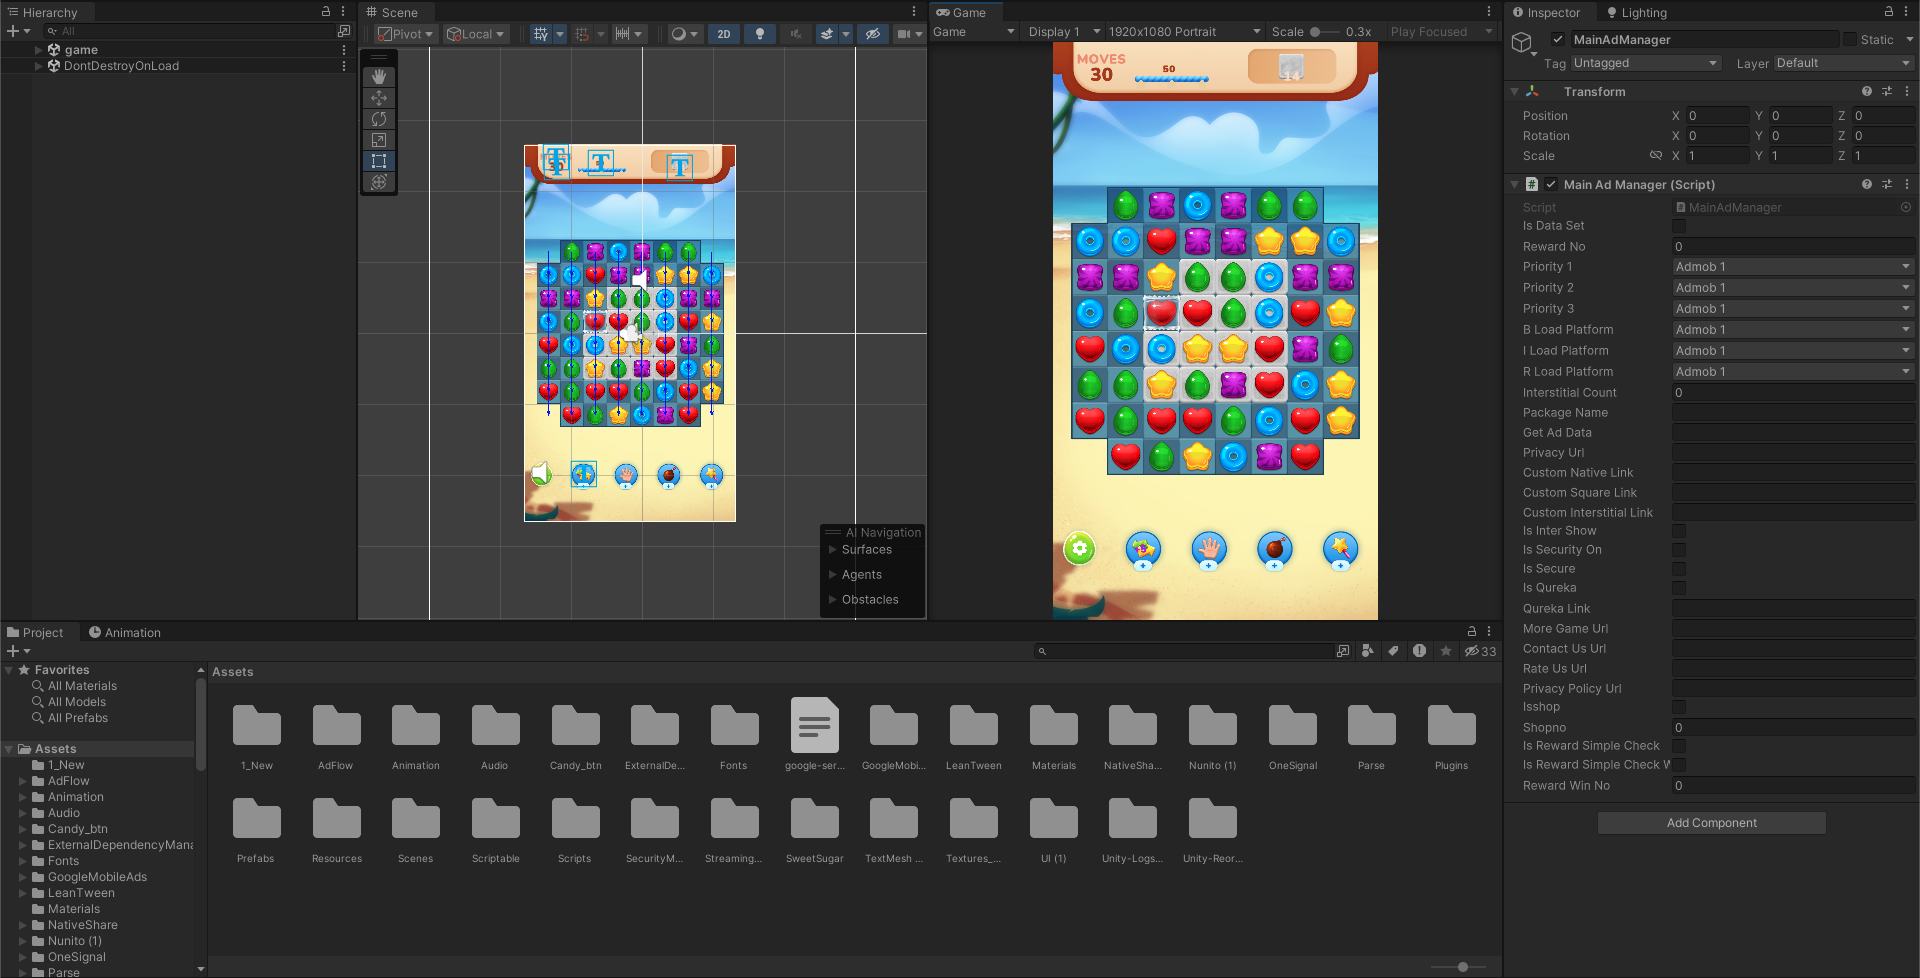 Hierarchy
All
game
DontDestroyOnLoad
Scene
Pivot
Local
2D
AI Navigation
Surfaces
Agents
Obstacles
Game
Game
Display 1
1920x1080 Portrait
Scale
0.3x
Play Focused
MOVES
30
50
14
Inspector
Lighting
MainAdManager
Static
Tag
Untagged
Layer
Default
Transform
Position
X 0
Y 0
Z 0
Rotation
X 0
Y 0
Z 0
Scale
X 1
Y 1
Z 1
Main Ad Manager (Script)
Script
MainAdManager
Is Data Set
Reward No
0
Priority 1
Admob 1
Priority 2
Admob 1
Priority 3
Admob 1
B Load Platform
Admob 1
I Load Platform
Admob 1
R Load Platform
Admob 1
Interstitial Count
0
Package Name
Get Ad Data
Privacy Url
Custom Native Link
Custom Square Link
Custom Interstitial Link
Is Inter Show
Is Security On
Is Secure
Is Qureka
Qureka Link
More Game Url
Contact Us Url
Rate Us Url
Privacy Policy Url
Isshop
Shopno
0
Is Reward Simple Check
Is Reward Simple Check W
Reward Win No
0
Add Component
Project
Animation
33
Favorites
All Materials
All Models
All Prefabs
Assets
1_New
AdFlow
Animation
Audio
Candy_btn
ExternalDependencyMana
Fonts
GoogleMobileAds
LeanTween
Materials
NativeShare
Nunito (1)
OneSignal
Parse
Assets
1_New
AdFlow
Animation
Audio
Candy_btn
ExternalDe...
Fonts
google-ser...
GoogleMobi...
LeanTween
Materials
NativeSha...
Nunito (1)
OneSignal
Parse
Plugins
Prefabs
Resources
Scenes
Scriptable
Scripts
SecurityM...
Streaming...
SweetSugar
TextMesh ...
Textures_...
UI (1)
Unity-Logs...
Unity-Reor...